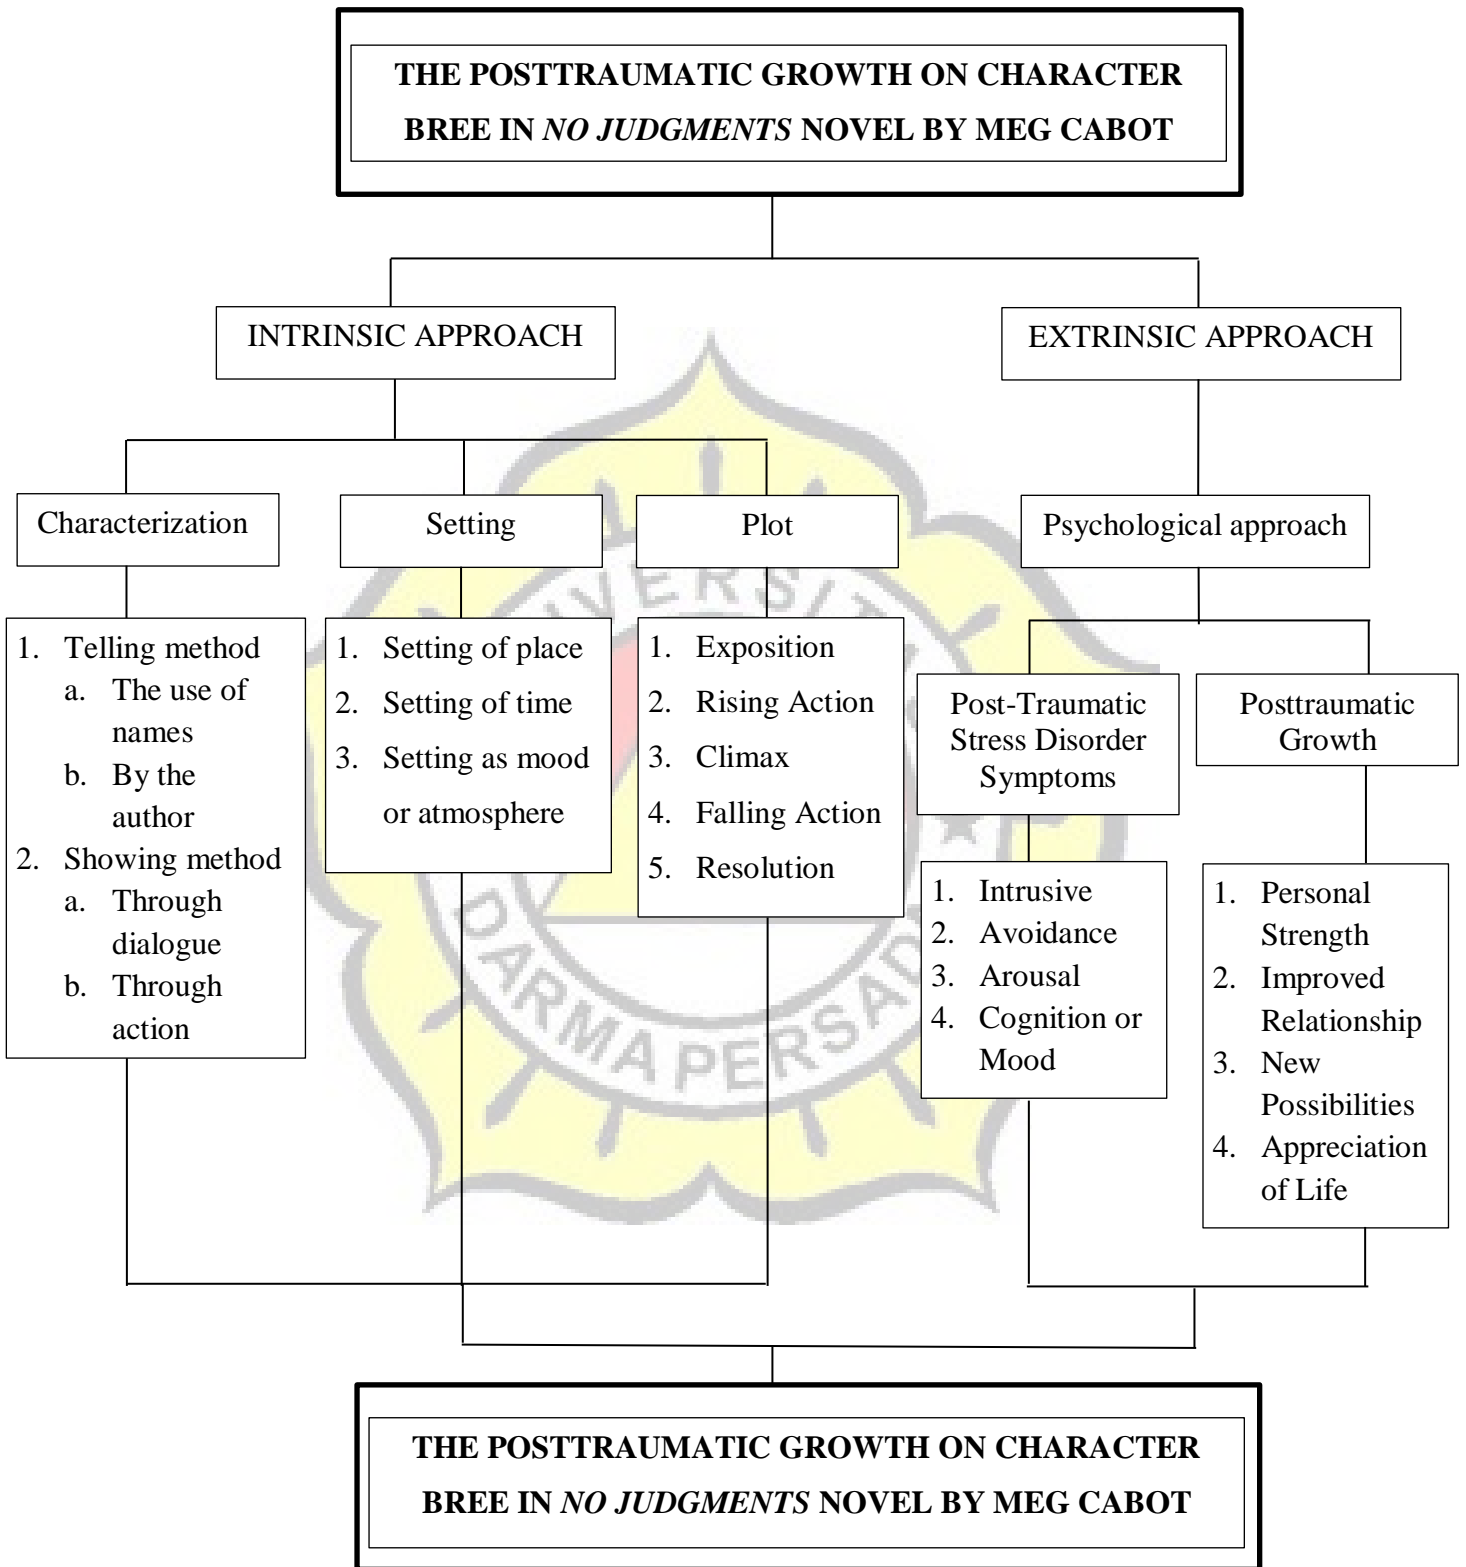 THE POSTTRAUMATIC GROWTH ON CHARACTER
BREE IN NO JUDGMENTS NOVEL BY MEG CABOT
INTRINSIC APPROACH
EXTRINSIC APPROACH
Characterization
Setting
Plot
Psychological approach
1. Telling method
a. The use of
names
b. By the
author
2. Showing method
a. Through
dialogue
b. Through
action
1. Setting of place
2. Setting of time
3. Setting as mood
or atmosphere
1. Exposition
2. Rising Action
3. Climax
4. Falling Action
5. Resolution
Post-Traumatic
Stress Disorder
Symptoms
Posttraumatic
Growth
1. Intrusive
2. Avoidance
3. Arousal
4. Cognition or
Mood
1. Personal
Strength
2. Improved
Relationship
3. New
Possibilities
4. Appreciation
of Life
DARMA PERSADA
THE POSTTRAUMATIC GROWTH ON CHARACTER
BREE IN NO JUDGMENTS NOVEL BY MEG CABOT